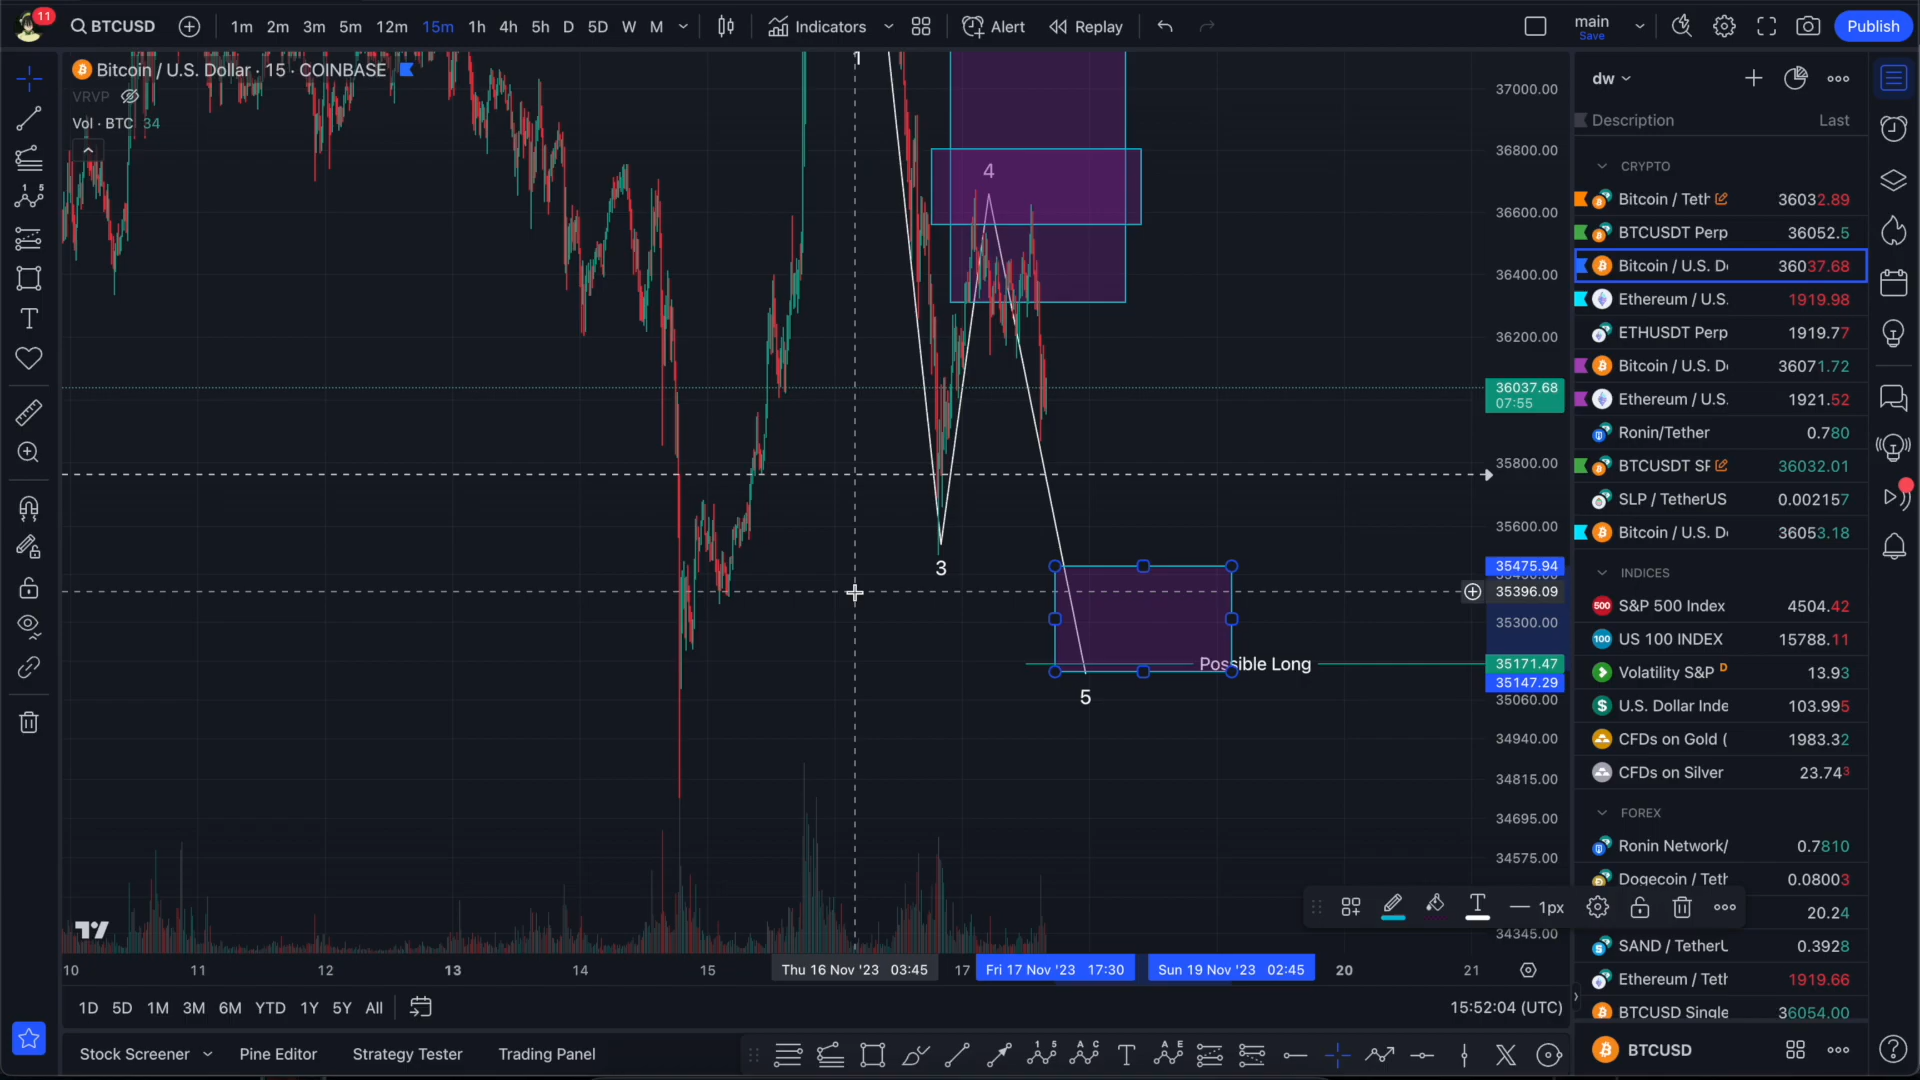 11
BTCUSD
1m 2m 3m 5m 12m 15m 1h 4h 5h D 5D W M
Indicators
Alert
Replay
main
Save
Publish
Bitcoin / U.S. Dollar · 15 · COINBASE
VRVP
Vol · BTC 34
1
4
3
5
Possible Long
37000.00
36800.00
36600.00
36400.00
36200.00
36037.68
07:55
35800.00
35600.00
35475.94
35396.09
35300.00
35171.47
35147.29
35060.00
34940.00
34815.00
34695.00
34575.00
34345.00
10 11 12 13 14 15 Thu 16 Nov '23 03:45 17 Fri 17 Nov '23 17:30 Sun 19 Nov '23 02:45 20 21
1px
1D 5D 1M 3M 6M YTD 1Y 5Y All
15:52:04 (UTC)
Stock Screener
Pine Editor
Strategy Tester
Trading Panel
dw
Description Last
CRYPTO
Bitcoin / Teth 36032.89
BTCUSDT Perp 36052.5
Bitcoin / U.S. D 36037.68
Ethereum / U.S. 1919.98
ETHUSDT Perp 1919.77
Bitcoin / U.S. D 36071.72
Ethereum / U.S. 1921.52
Ronin/Tether 0.780
BTCUSDT SF 36032.01
SLP / TetherUS 0.002157
Bitcoin / U.S. D 36053.18
INDICES
S&P 500 Index 4504.42
US 100 INDEX 15788.11
Volatility S&P D 13.93
U.S. Dollar Inde 103.995
CFDs on Gold ( 1983.32
CFDs on Silver 23.743
FOREX
Ronin Network/ 0.7810
Dogecoin / Teth 0.08003
20.24
SAND / TetherU 0.3928
Ethereum / Teth 1919.66
BTCUSD Single 36054.00
BTCUSD